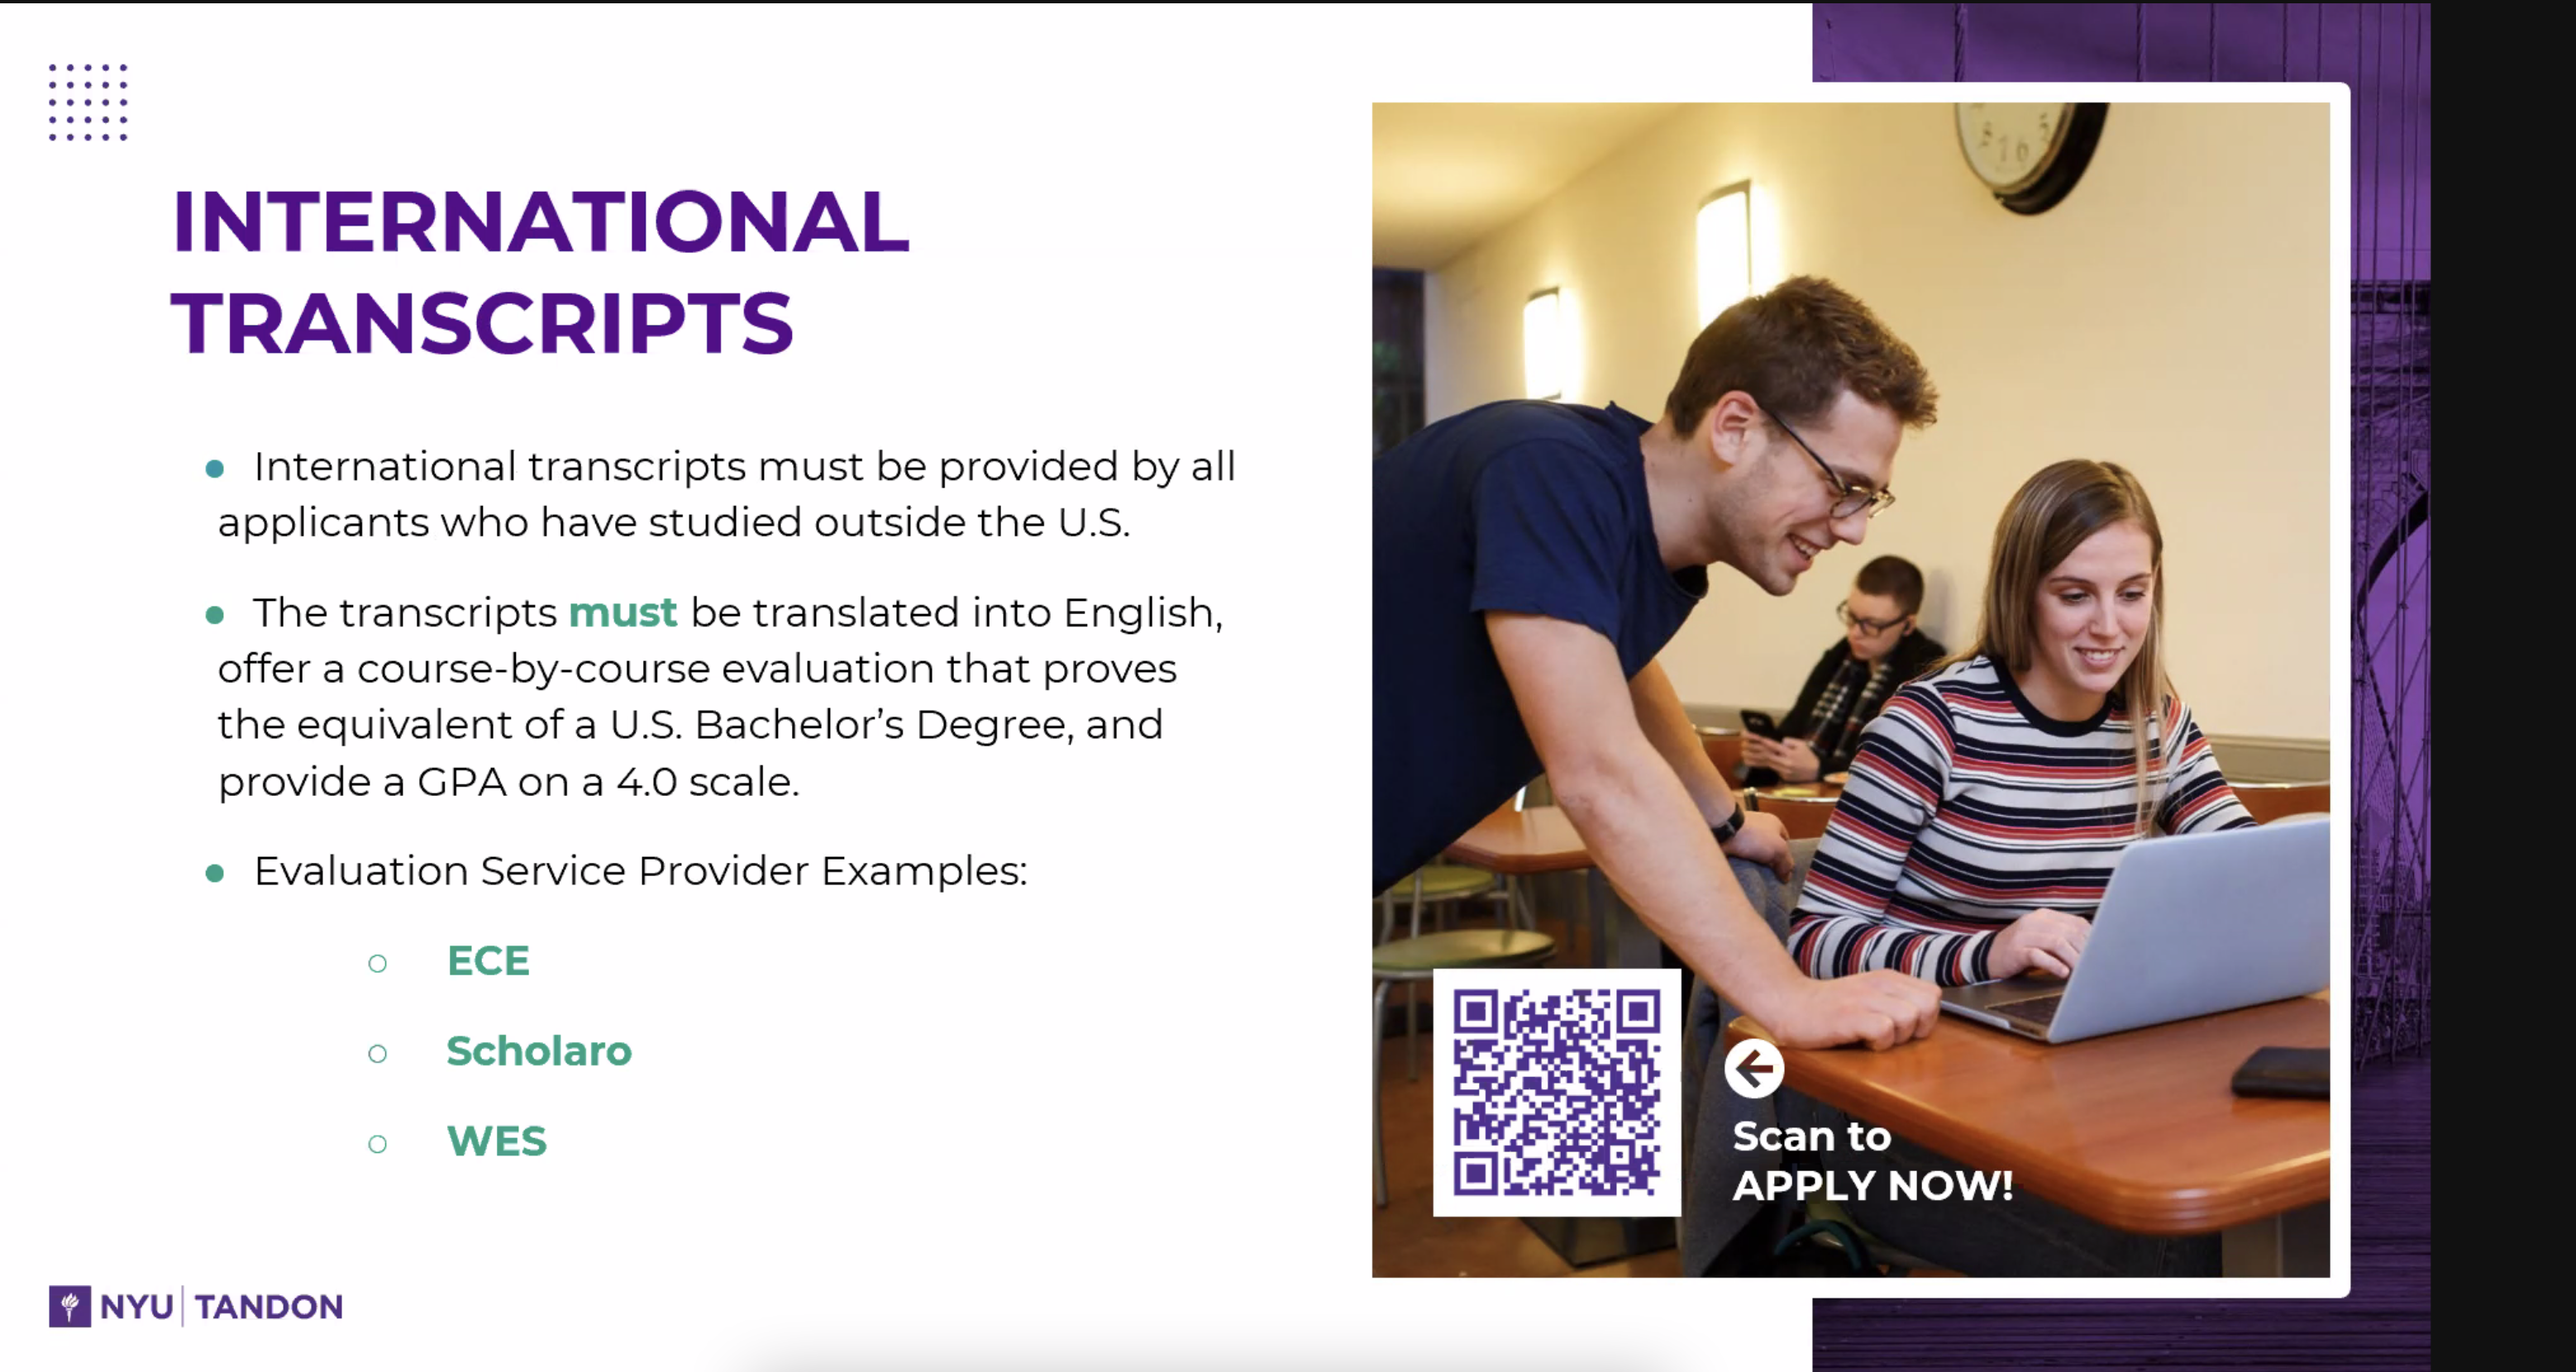 INTERNATIONAL
TRANSCRIPTS
● International transcripts must be provided by all
applicants who have studied outside the U.S.
● The transcripts must be translated into English,
offer a course-by-course evaluation that proves
the equivalent of a U.S. Bachelor’s Degree, and
provide a GPA on a 4.0 scale.
● Evaluation Service Provider Examples:
○ ECE
○ Scholaro
○ WES
Scan to
APPLY NOW!
NYU | TANDON